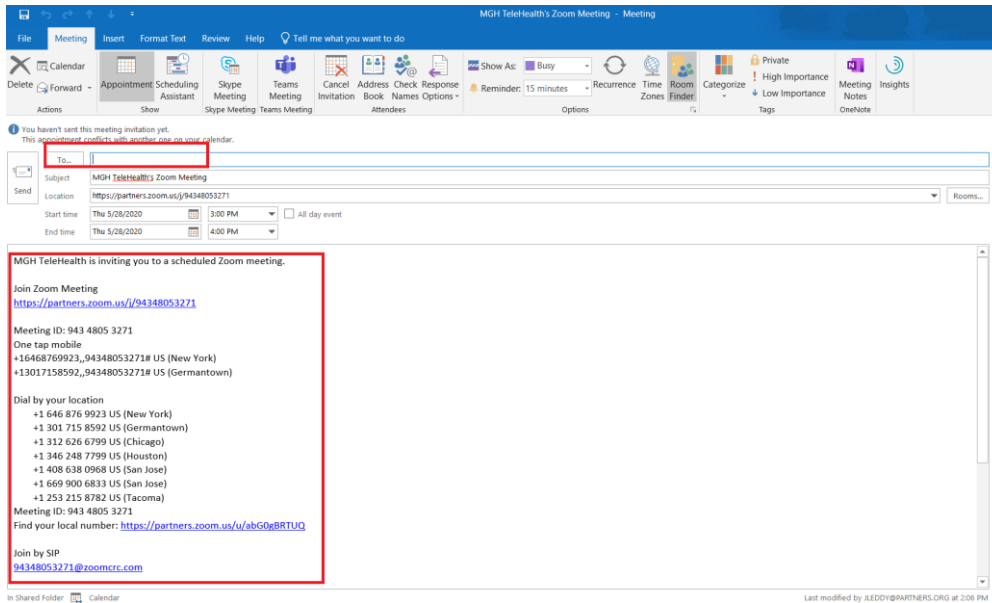 MGH TeleHealth's Zoom Meeting - Meeting
File Meeting Insert Format Text Review Help Tell me what you want to do
Delete
Calendar
Forward
Actions
Appointment
Scheduling Assistant
Show
Skype Meeting
Skype Meeting
Teams Meeting
Teams Meeting
Cancel Invitation
Address Book
Check Names
Response Options
Attendees
Show As: Busy
Reminder: 15 minutes
Recurrence
Time Zones
Room Finder
Options
Categorize
Private
High Importance
Low Importance
Tags
Meeting Notes
OneNote
Insights
You haven't sent this meeting invitation yet.
This appointment conflicts with another one on your calendar.
Send
To...
Subject MGH TeleHealth's Zoom Meeting
Location https://partners.zoom.us/j/94348053271 Rooms...
Start time Thu 5/28/2020 3:00 PM All day event
End time Thu 5/28/2020 4:00 PM
MGH TeleHealth is inviting you to a scheduled Zoom meeting.
Join Zoom Meeting
https://partners.zoom.us/j/94348053271
Meeting ID: 943 4805 3271
One tap mobile
+16468769923,,94348053271# US (New York)
+13017158592,,94348053271# US (Germantown)
Dial by your location
+1 646 876 9923 US (New York)
+1 301 715 8592 US (Germantown)
+1 312 626 6799 US (Chicago)
+1 346 248 7799 US (Houston)
+1 408 638 0968 US (San Jose)
+1 669 900 6833 US (San Jose)
+1 253 215 8782 US (Tacoma)
Meeting ID: 943 4805 3271
Find your local number: https://partners.zoom.us/u/abG0gBRTUQ
Join by SIP
94348053271@zoomcrc.com
In Shared Folder Calendar Last modified by JLEDDY@PARTNERS.ORG at 2:06 PM